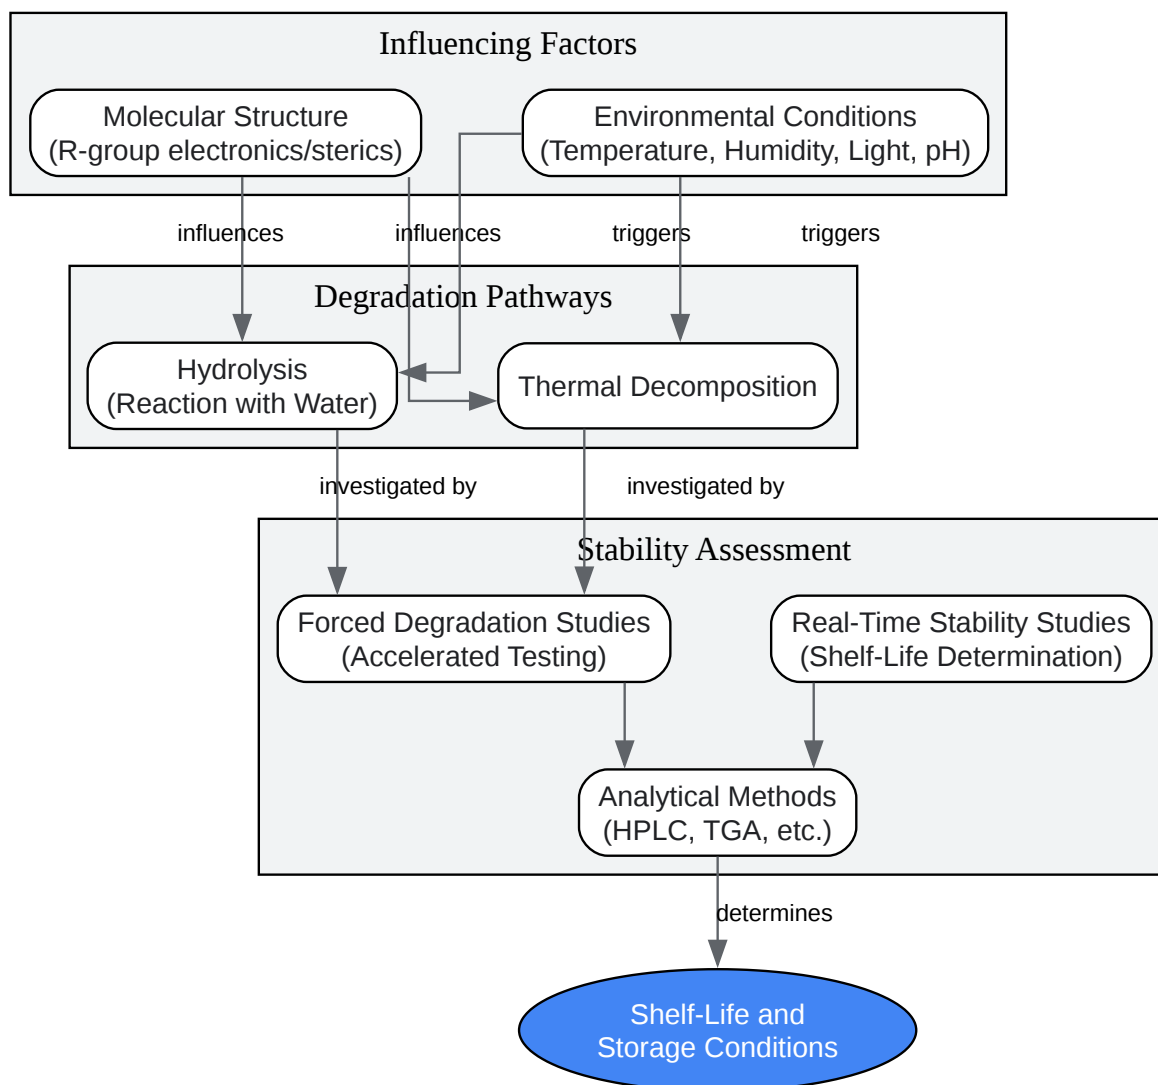 Influencing Factors
Molecular Structure
(R-group electronics/sterics)
Environmental Conditions
(Temperature, Humidity, Light, pH)
influences
influences
triggers
triggers
Degradation Pathways
Hydrolysis
(Reaction with Water)
Thermal Decomposition
investigated by
investigated by
Stability Assessment
Forced Degradation Studies
(Accelerated Testing)
Real-Time Stability Studies
(Shelf-Life Determination)
Analytical Methods
(HPLC, TGA, etc.)
determines
Shelf-Life and
Storage Conditions